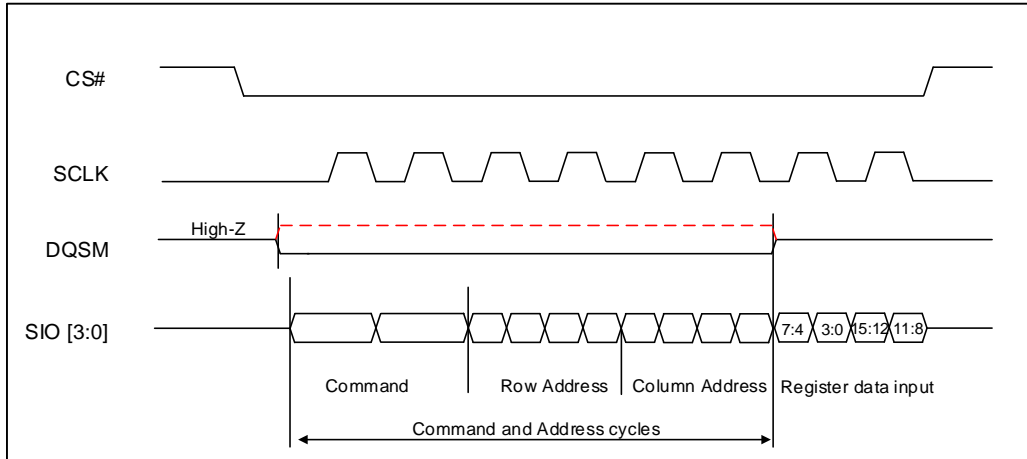 CS#
SCLK
High-Z
DQSM
SIO [3:0]
7:4 3:0 15:12 11:8
Command Row Address Column Address Register data input
Command and Address cycles